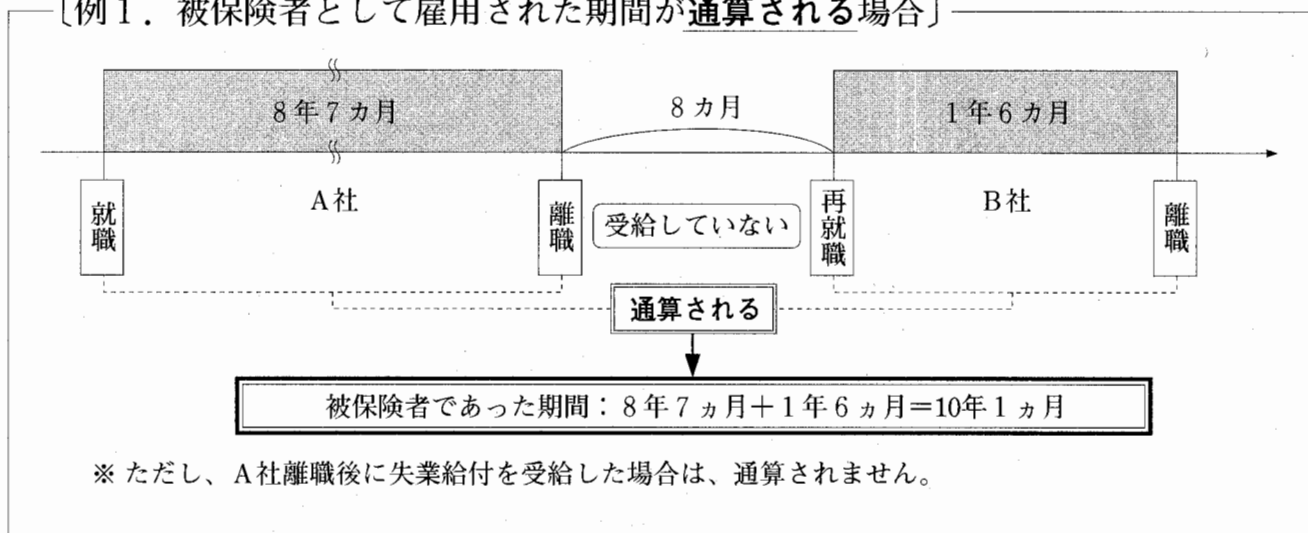 〔例１．被保険者として雇用された期間が通算される場合〕
8年7カ月
8カ月
1年6カ月
A社
B社
就職
離職
受給していない
再就職
離職
通算される
被保険者であった期間：8年7ヵ月＋1年6ヵ月＝10年1ヵ月
※ ただし、A社離職後に失業給付を受給した場合は、通算されません。